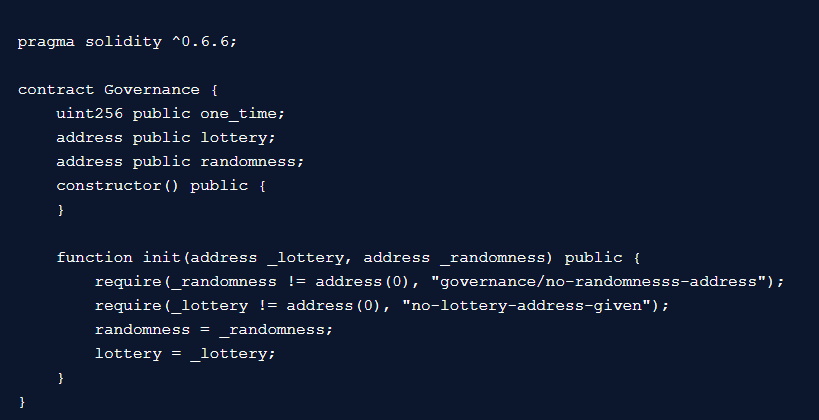 pragma solidity ^0.6.6;
contract Governance {
uint256 public one_time;
address public lottery;
address public randomness;
constructor() public {
}
function init(address _lottery, address _randomness) public {
require(_randomness != address(0), "governance/no-randomnesss-address");
require(_lottery != address(0), "no-lottery-address-given");
randomness = _randomness;
lottery = _lottery;
}
}